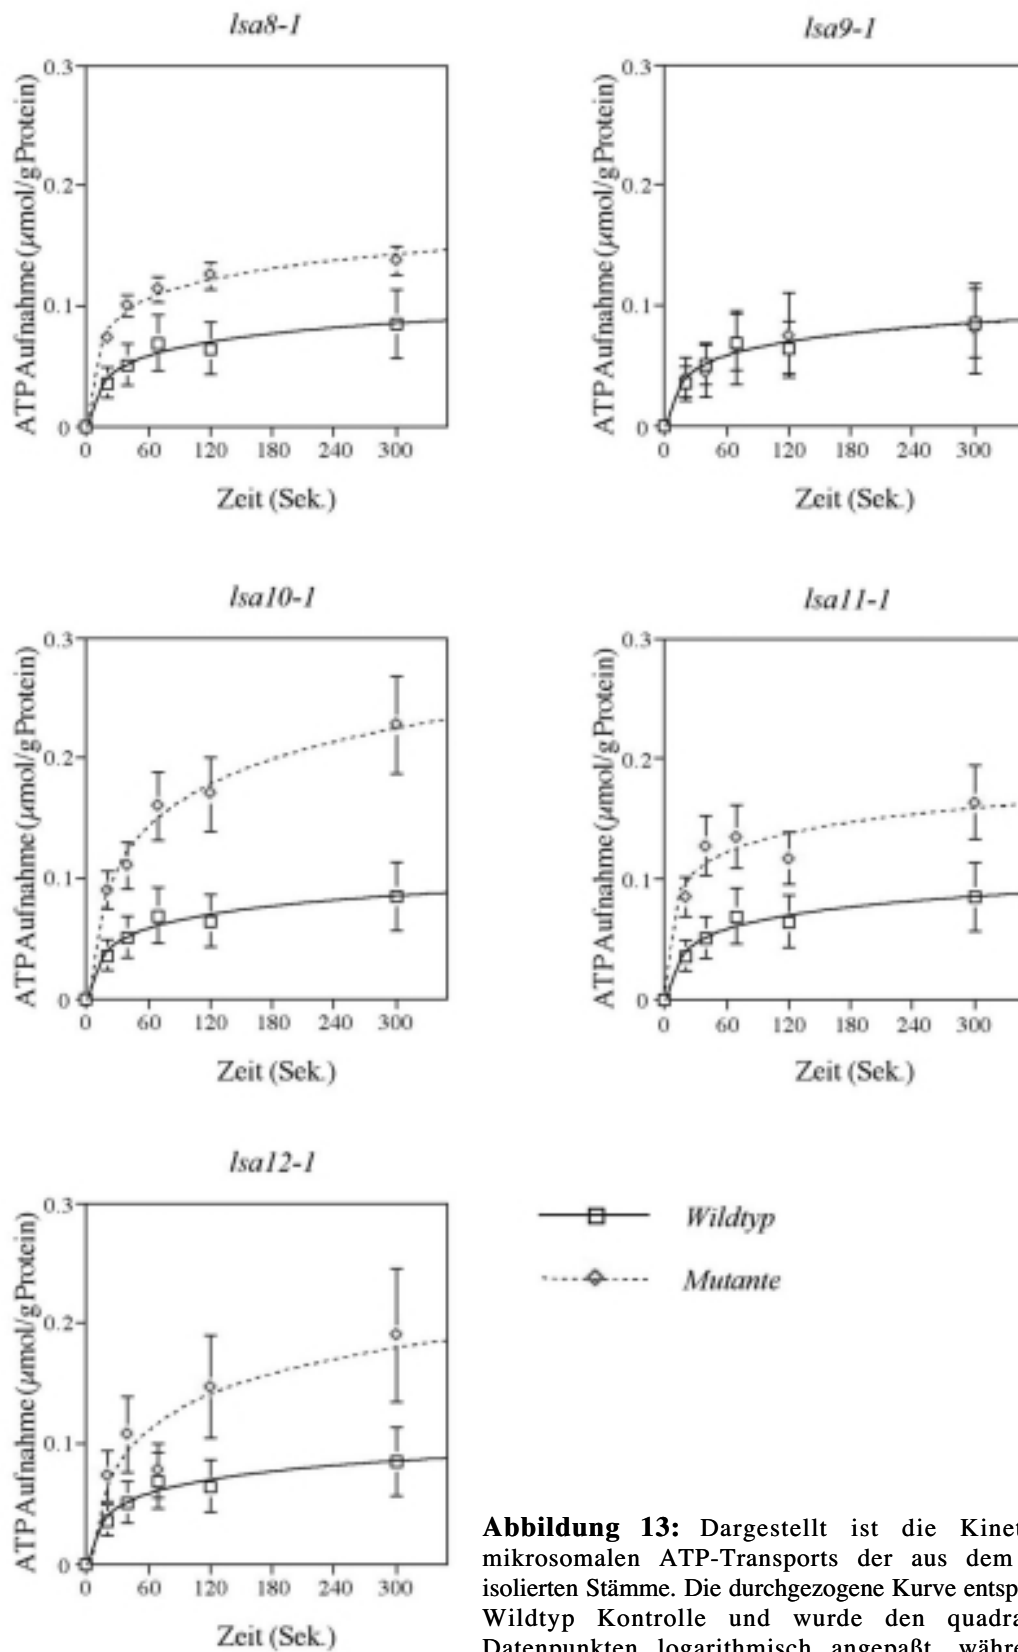 lsa8-1
ATP Aufnahme (µmol/g Protein)
0.3
0.2
0.1
0
0 60 120 180 240 300
Zeit (Sek.)
lsa9-1
ATP Aufnahme (µmol/g Protein)
0.3
0.2
0.1
0
0 60 120 180 240 300
Zeit (Sek.)
lsa10-1
ATP Aufnahme (µmol/g Protein)
0.3
0.2
0.1
0
0 60 120 180 240 300
Zeit (Sek.)
lsa11-1
ATP Aufnahme (µmol/g Protein)
0.3
0.2
0.1
0
0 60 120 180 240 300
Zeit (Sek.)
lsa12-1
ATP Aufnahme (µmol/g Protein)
0.3
0.2
0.1
0
0 60 120 180 240 300
Zeit (Sek.)
Wildtyp
Mutante
Abbildung 13: Dargestellt ist die Kinet
mikrosomalen ATP-Transports der aus dem
isolierten Stämme. Die durchgezogene Kurve entsp
Wildtyp Kontrolle und wurde den quadra
Datenpunkten logarithmisch angepaßt, währe